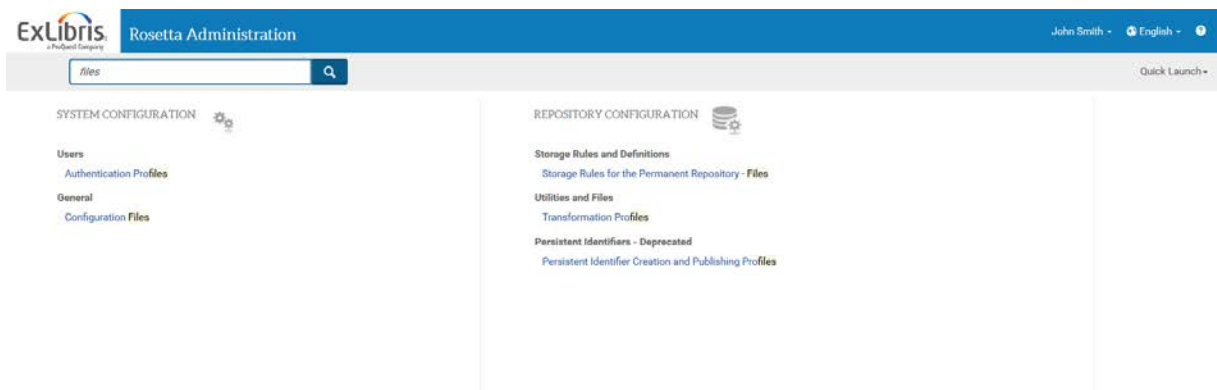 ExLibris
a ProQuest Company
Rosetta Administration
John Smith
English
?
files
Quick Launch
SYSTEM CONFIGURATION
Users
Authentication Profiles
General
Configuration Files
REPOSITORY CONFIGURATION
Storage Rules and Definitions
Storage Rules for the Permanent Repository - Files
Utilities and Files
Transformation Profiles
Persistent Identifiers - Deprecated
Persistent Identifier Creation and Publishing Profiles